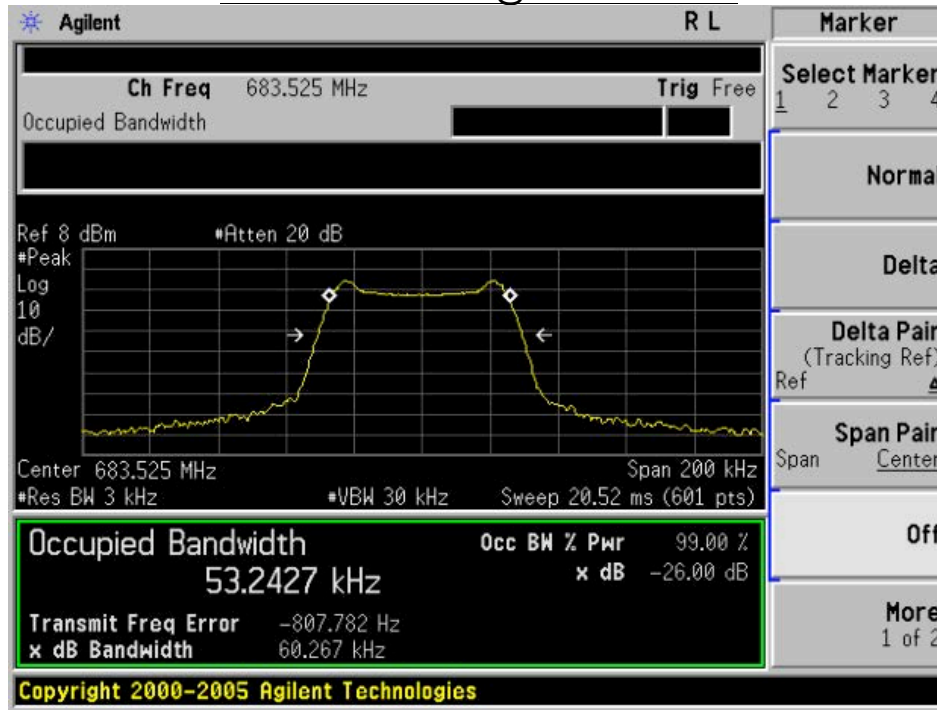 Agilent R L Marker
Ch Freq 683.525 MHz Trig Free
Occupied Bandwidth
Select Marker
1 2 3 4
Norma
Delta
Delta Pair
(Tracking Ref)
Ref Δ
Span Pair
Span Center
Off
More
1 of 2
Ref 8 dBm #Atten 20 dB
#Peak
Log
10
dB/
Center 683.525 MHz Span 200 kHz
#Res BW 3 kHz #VBW 30 kHz Sweep 20.52 ms (601 pts)
Occupied Bandwidth Occ BW % Pwr 99.00 %
53.2427 kHz x dB -26.00 dB
Transmit Freq Error -807.782 Hz
x dB Bandwidth 60.267 kHz
Copyright 2000-2005 Agilent Technologies